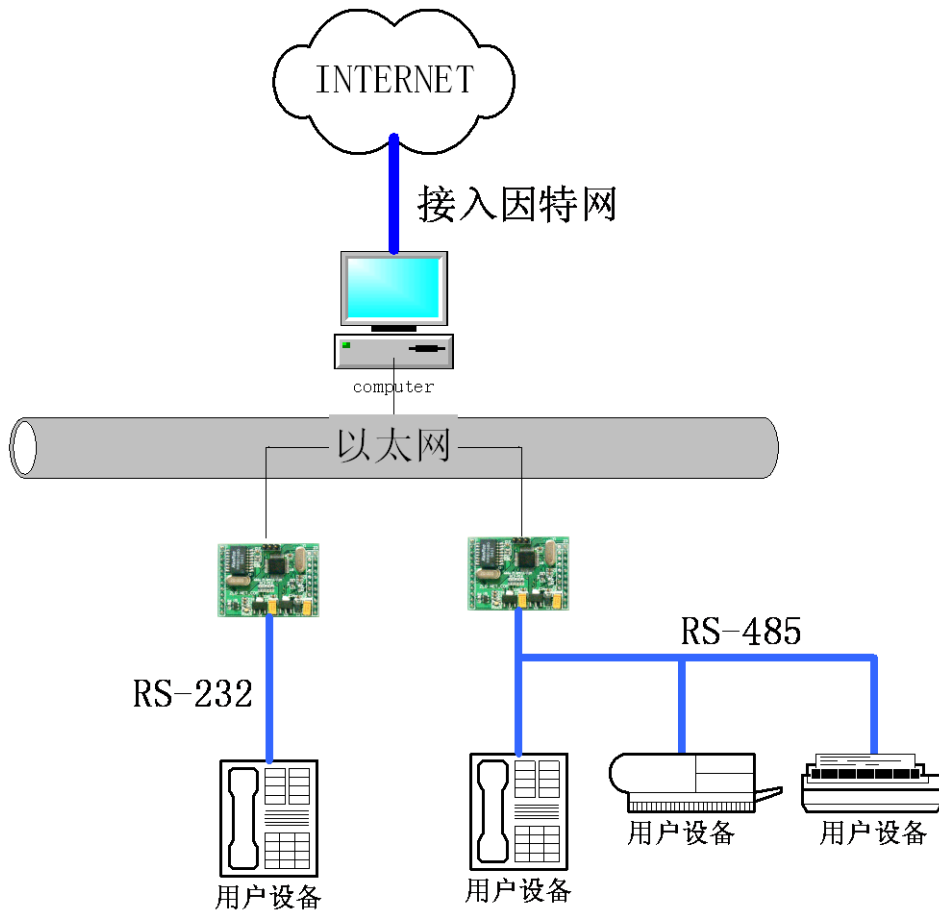 INTERNET
接入因特网
computer
以太网
RS-485
RS-232
用户设备
用户设备
用户设备
用户设备